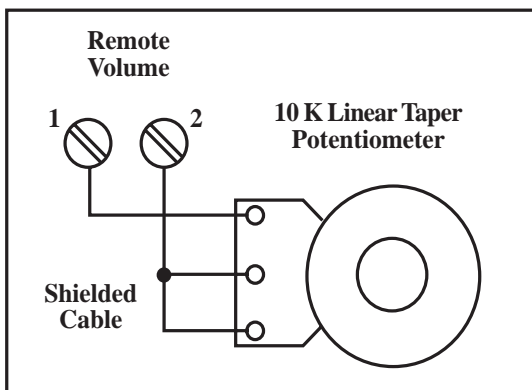 Remote
Volume
1
2
10 K Linear Taper
Potentiometer
Shielded
Cable